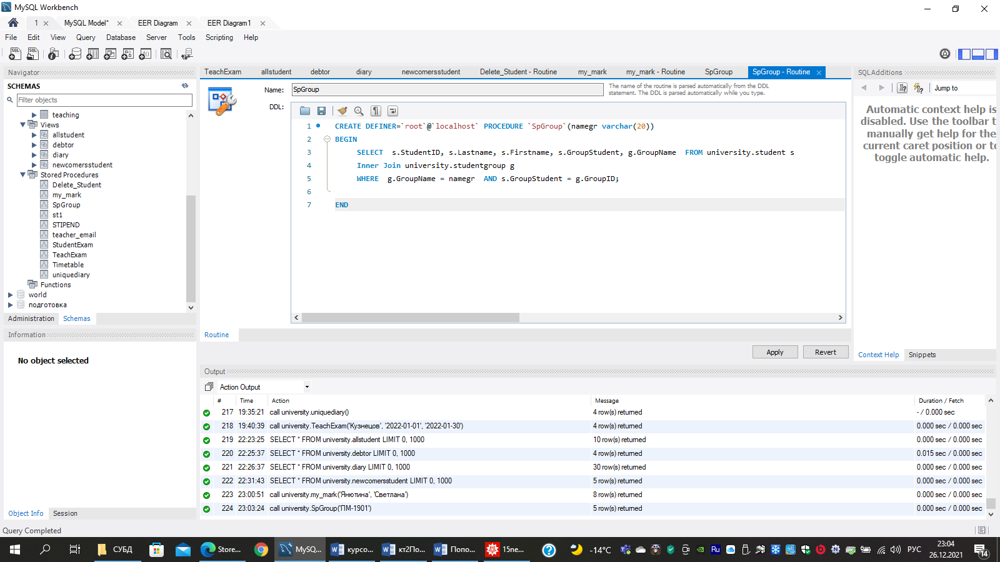 MySQL Workbench
1
MySQL Model*
EER Diagram
EER Diagram1
File Edit View Query Database Server Tools Scripting Help
Navigator
SCHEMAS
Filter objects
teaching
Views
allstudent
debtor
diary
newcomersstudent
Stored Procedures
Delete_Student
my_mark
SpGroup
st1
STIPEND
teacher_email
StudentExam
TeachExam
Timetable
uniquediary
Functions
world
подготовка
Administration Schemas
Information
No object selected
Object Info Session
TeachExam allstudent debtor diary newcomersstudent Delete_Student - Routine my_mark my_mark - Routine SpGroup SpGroup - Routine
Name: SpGroup
The name of the routine is parsed automatically from the DDL
statement. The DDL is parsed automatically while you type.
DDL:
1 CREATE DEFINER=`root`@`localhost` PROCEDURE `SpGroup`(namegr varchar(20))
2 BEGIN
3 SELECT  s.StudentID, s.Lastname, s.Firstname, s.GroupStudent, g.GroupName  FROM university.student s
4 Inner Join university.studentgroup g
5 WHERE  g.GroupName = namegr  AND s.GroupStudent = g.GroupID;
6
7 END
Routine
Apply Revert
SQLAdditions
Jump to
Automatic context help is
disabled. Use the toolbar t
manually get help for the
current caret position or to
toggle automatic help.
Context Help Snippets
Output
Action Output
# Time Action Message Duration / Fetch
217 19:35:21 call university.uniquediary() 4 row(s) returned - / 0.000 sec
218 19:40:39 call university.TeachExam('Кузнецов', '2022-01-01', '2022-01-30') 4 row(s) returned 0.000 sec / 0.000 sec
219 22:23:25 SELECT * FROM university.allstudent LIMIT 0, 1000 10 row(s) returned 0.000 sec / 0.000 sec
220 22:25:37 SELECT * FROM university.debtor LIMIT 0, 1000 4 row(s) returned 0.015 sec / 0.000 sec
221 22:26:37 SELECT * FROM university.diary LIMIT 0, 1000 30 row(s) returned 0.000 sec / 0.000 sec
222 22:31:43 SELECT * FROM university.newcomersstudent LIMIT 0, 1000 5 row(s) returned 0.000 sec / 0.000 sec
223 23:00:51 call university.my_mark('Янютина', 'Светлана') 8 row(s) returned 0.000 sec / 0.000 sec
224 23:03:24 call university.SpGroup('ПМ-1901') 5 row(s) returned 0.000 sec / 0.000 sec
Query Completed
СУБД
Store...
MySQ...
курсо...
кт2По...
Попо...
15ne...
-14°C
Ru
РУС
23:04
26.12.2021
14